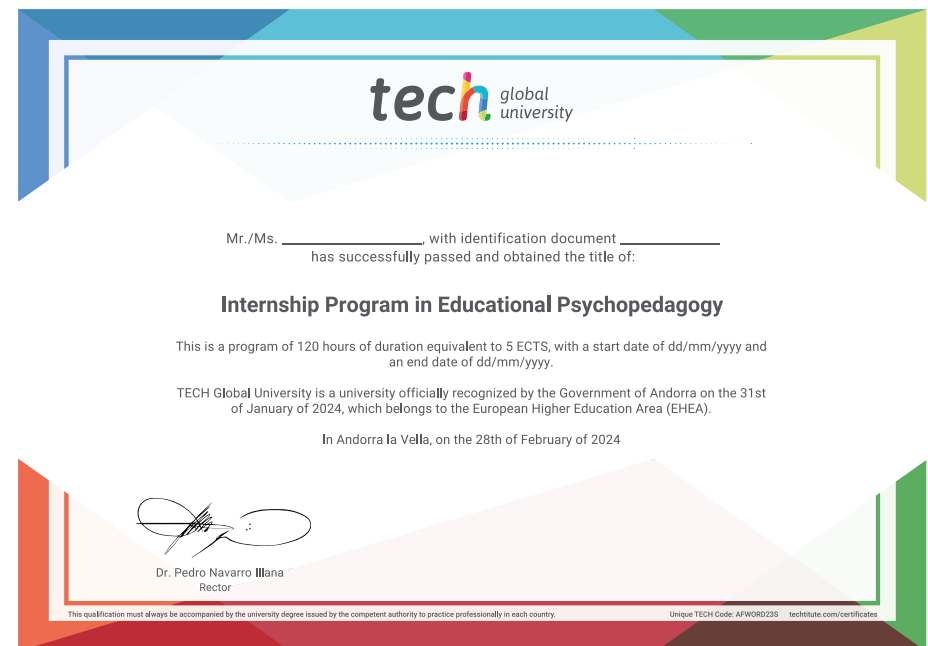 tech global
university
Mr./Ms. ______________, with identification document __________
has successfully passed and obtained the title of:
Internship Program in Educational Psychopedagogy
This is a program of 120 hours of duration equivalent to 5 ECTS, with a start date of dd/mm/yyyy and
an end date of dd/mm/yyyy.
TECH Global University is a university officially recognized by the Government of Andorra on the 31st
of January of 2024, which belongs to the European Higher Education Area (EHEA).
In Andorra la Vella, on the 28th of February of 2024
Dr. Pedro Navarro Illana
Rector
This qualification must always be accompanied by the university degree issued by the competent authority to practice professionally in each country. Unique TECH Code: AFWORD23S techtitute.com/certificates